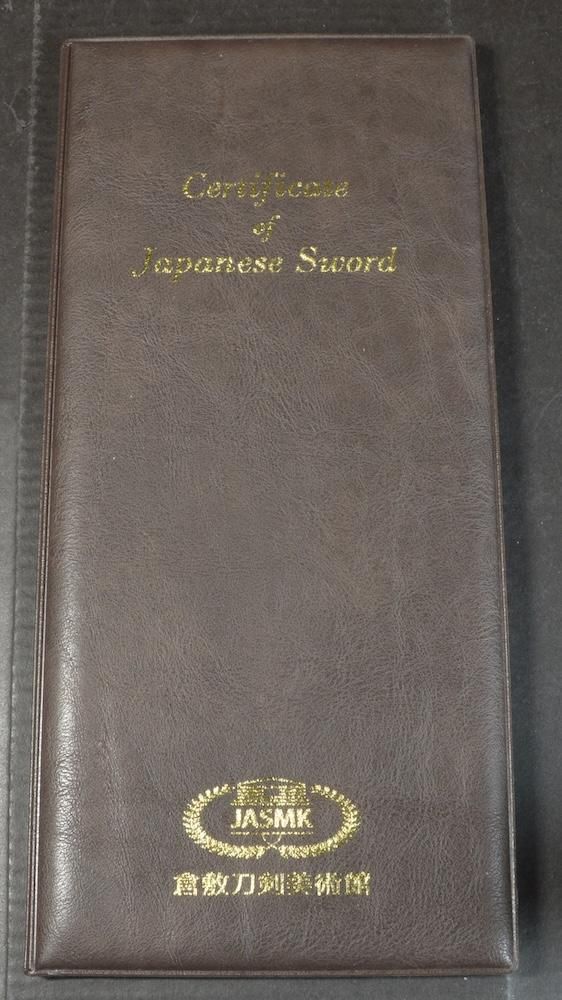 Certificate
of
Japanese Sword
JASMK
倉敷刀剣美術館